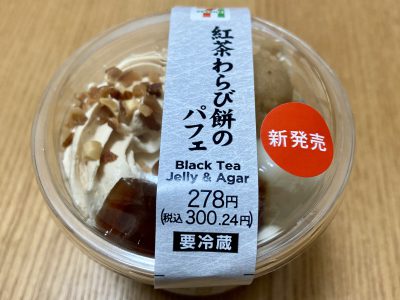 紅茶わらび餅の
パフェ
Black Tea
Jelly & Agar
278円
(税込300.24円)
要冷蔵
新発売